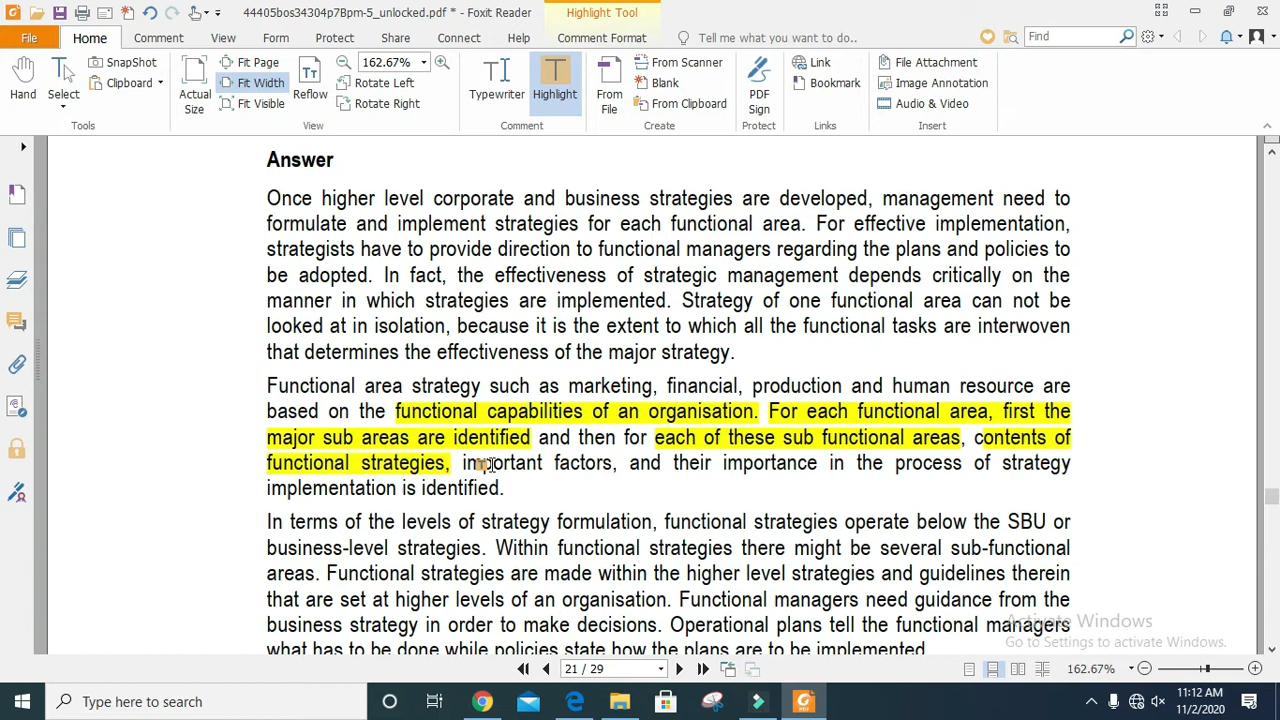 44405bos34304p7Bpm-5_unlocked.pdf * - Foxit Reader
Highlight Tool
File Home Comment View Form Protect Share Connect Help Comment Format Tell me what you want to do.. Find
Hand
Select
SnapShot
Clipboard
Tools
Actual Size
Fit Page
Fit Width
Fit Visible
Reflow
162.67%
Rotate Left
Rotate Right
View
Typewriter
Highlight
Comment
From File
From Scanner
Blank
From Clipboard
Create
PDF Sign
Protect
Link
Bookmark
Links
File Attachment
Image Annotation
Audio & Video
Insert
Answer
Once higher level corporate and business strategies are developed, management need to
formulate and implement strategies for each functional area. For effective implementation,
strategists have to provide direction to functional managers regarding the plans and policies to
be adopted. In fact, the effectiveness of strategic management depends critically on the
manner in which strategies are implemented. Strategy of one functional area can not be
looked at in isolation, because it is the extent to which all the functional tasks are interwoven
that determines the effectiveness of the major strategy.
Functional area strategy such as marketing, financial, production and human resource are
based on the functional capabilities of an organisation. For each functional area, first the
major sub areas are identified and then for each of these sub functional areas, contents of
functional strategies, important factors, and their importance in the process of strategy
implementation is identified.
In terms of the levels of strategy formulation, functional strategies operate below the SBU or
business-level strategies. Within functional strategies there might be several sub-functional
areas. Functional strategies are made within the higher level strategies and guidelines therein
that are set at higher levels of an organisation. Functional managers need guidance from the
business strategy in order to make decisions. Operational plans tell the functional managers
what has to be done while policies state how the plans are to be implemented.
Activate Windows
Go to Settings to activate Windows.
21 / 29
162.67%
Type here to search
11:12 AM
11/2/2020